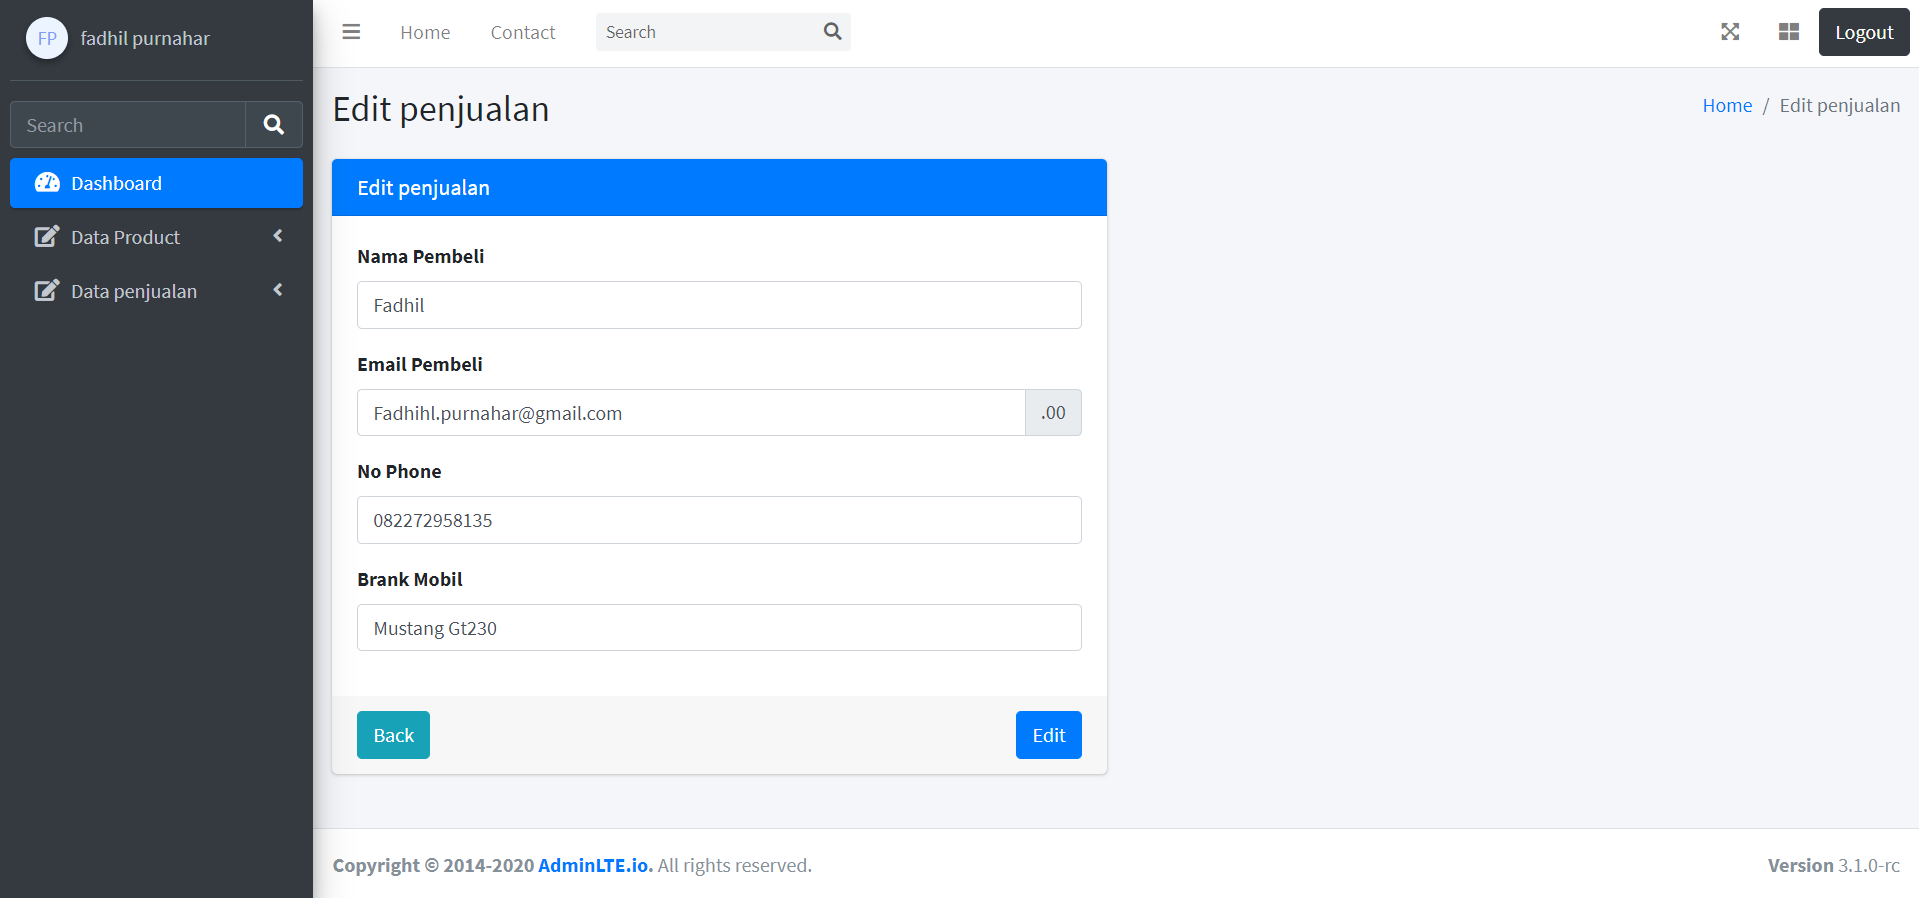 FP fadhil purnahar
Search
Dashboard
Data Product
Data penjualan
Home Contact Search Logout
Edit penjualan
Home / Edit penjualan
Edit penjualan
Nama Pembeli
Fadhil
Email Pembeli
Fadhihl.purnahar@gmail.com .00
No Phone
082272958135
Brank Mobil
Mustang Gt230
Back Edit
Copyright © 2014-2020 AdminLTE.io. All rights reserved.
Version 3.1.0-rc